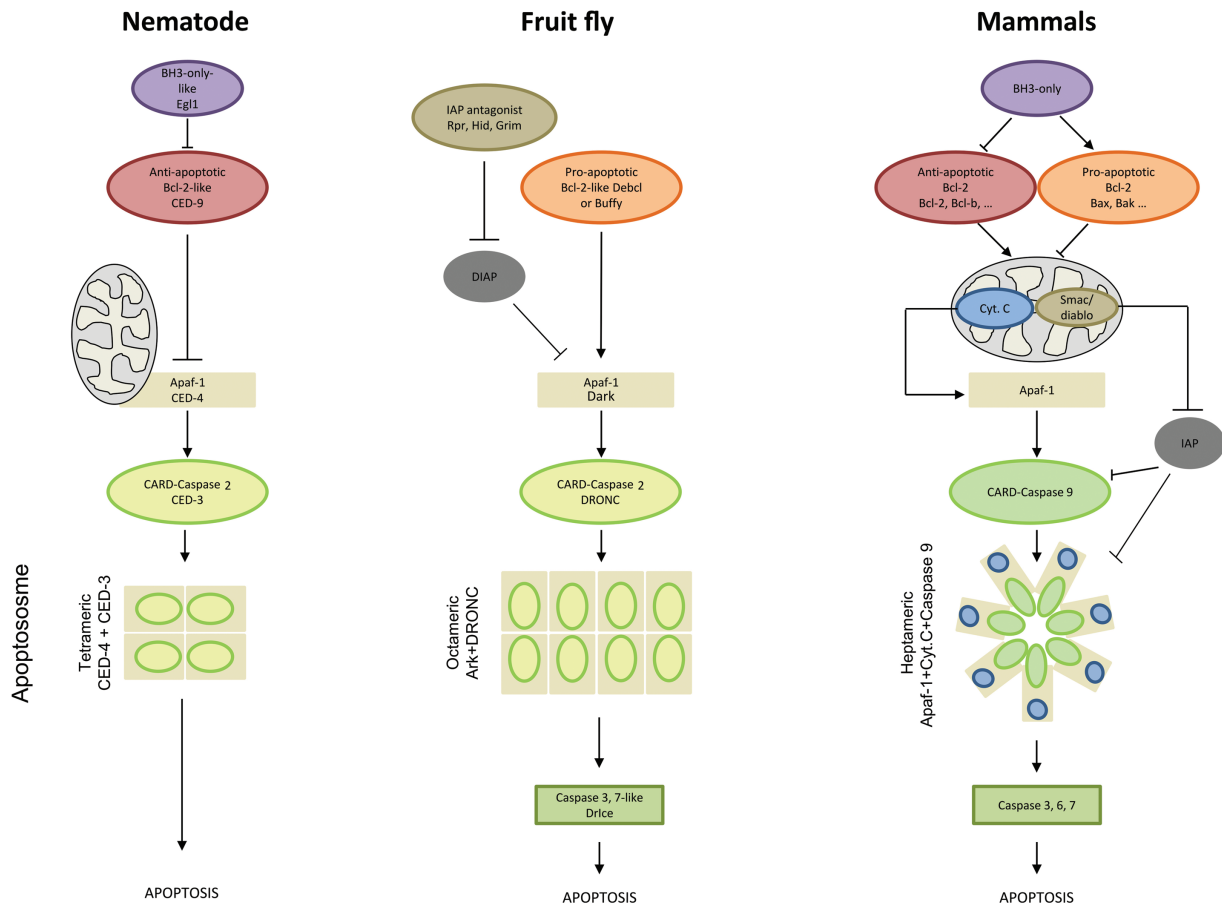 Nematode
BH3-only-
like
Egl1
Anti-apoptotic
Bcl-2-like
CED-9
Apaf-1
CED-4
CARD-Caspase 2
CED-3
Apoptososme
Tetrameric
CED-4 + CED-3
APOPTOSIS
Fruit fly
IAP antagonist
Rpr, Hid, Grim
Pro-apoptotic
Bcl-2-like Debcl
or Buffy
DIAP
Apaf-1
Dark
CARD-Caspase 2
DRONC
Octameric
Ark+DRONC
Caspase 3, 7-like
DrIce
APOPTOSIS
Mammals
BH3-only
Anti-apoptotic
Bcl-2
Bcl-2, Bcl-b, ...
Pro-apoptotic
Bcl-2
Bax, Bak ...
Cyt. C
Smac/
diablo
Apaf-1
IAP
CARD-Caspase 9
Heptameric
Apaf-1+Cyt.C+Caspase 9
Caspase 3, 6, 7
APOPTOSIS